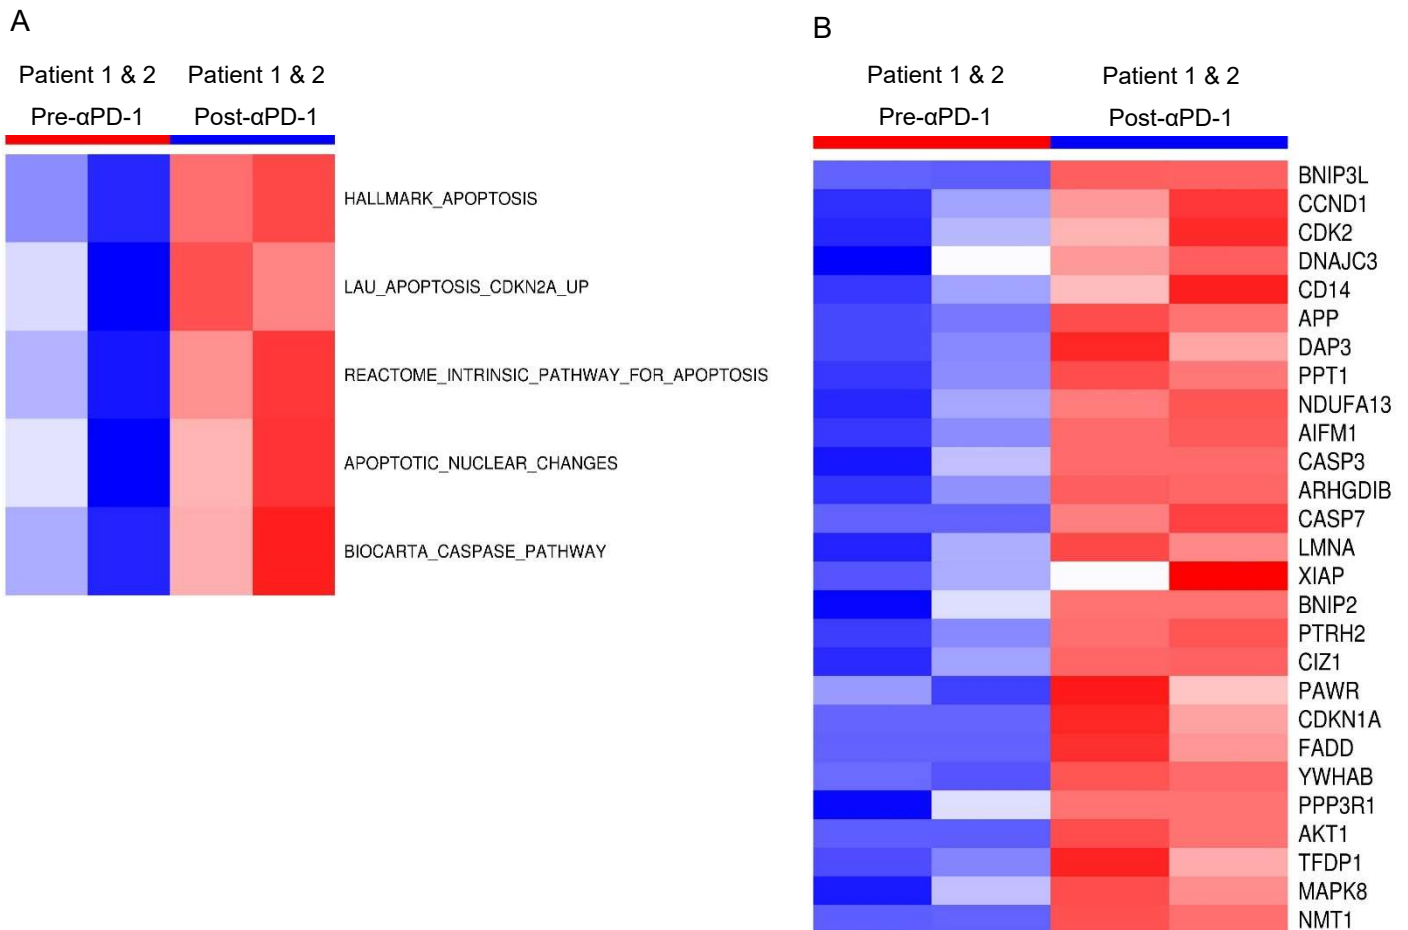 A
Patient 1 & 2 Patient 1 & 2
Pre-αPD-1 Post-αPD-1
HALLMARK_APOPTOSIS
LAU_APOPTOSIS_CDKN2A_UP
REACTOME_INTRINSIC_PATHWAY_FOR_APOPTOSIS
APOPTOTIC_NUCLEAR_CHANGES
BIOCARTA_CASPASE_PATHWAY
B
Patient 1 & 2 Patient 1 & 2
Pre-αPD-1 Post-αPD-1
BNIP3L
CCND1
CDK2
DNAJC3
CD14
APP
DAP3
PPT1
NDUFA13
AIFM1
CASP3
ARHGDIB
CASP7
LMNA
XIAP
BNIP2
PTRH2
CIZ1
PAWR
CDKN1A
FADD
YWHAB
PPP3R1
AKT1
TFDP1
MAPK8
NMT1